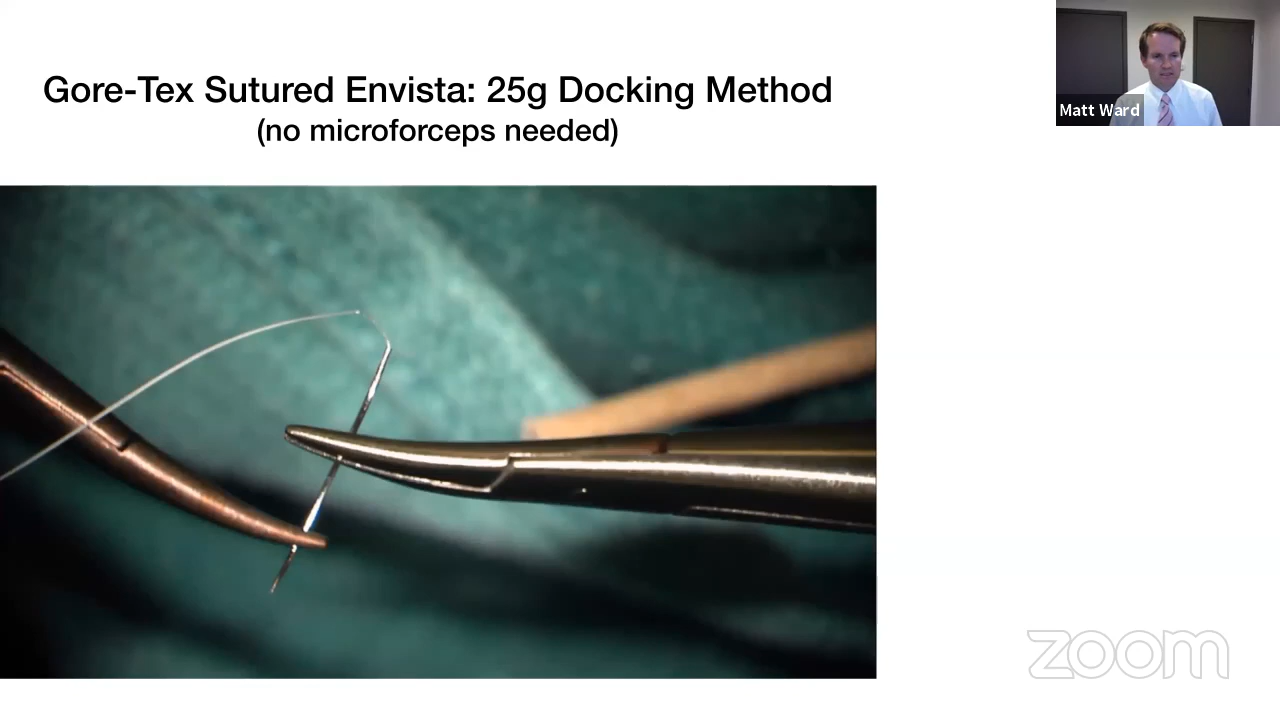 Gore-Tex Sutured Envista: 25g Docking Method
(no microforceps needed)
Matt Ward
zoom